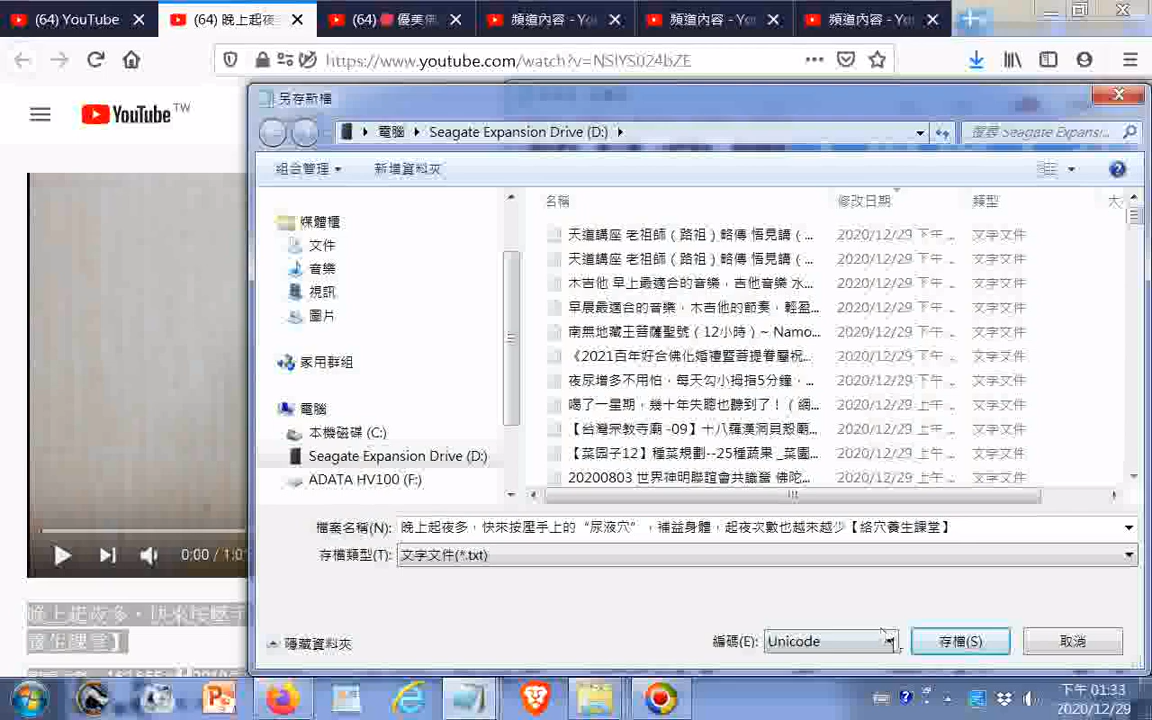 (64) YouTube
(64) 晚上起夜
(64) 優美佛
頻道內容 - Yo
頻道內容 - Yo
頻道內容 - Yo
https://www.youtube.com/watch?v=NSlYS024bZE
YouTube TW
另存新檔
電腦 Seagate Expansion Drive (D:)
搜尋 Seagate Expansi...
組合管理
新增資料夾
媒體櫃
文件
音樂
視訊
圖片
家用群組
電腦
本機磁碟 (C:)
Seagate Expansion Drive (D:)
ADATA HV100 (F:)
名稱 修改日期 類型 大
天道講座 老祖師（路祖）略傳 悟見講（... 2020/12/29 下午 ... 文字文件
天道講座 老祖師（路祖）略傳 悟見講（... 2020/12/29 下午 ... 文字文件
木吉他 早上最適合的音樂，吉他音樂 水... 2020/12/29 下午 ... 文字文件
早晨最適合的音樂，木吉他的節奏，輕盈... 2020/12/29 下午 ... 文字文件
南無地藏王菩薩聖號（12小時）~ Namo... 2020/12/29 下午 ... 文字文件
《2021百年好合佛化婚禮暨菩提眷屬祝... 2020/12/29 下午 ... 文字文件
夜尿增多不用怕，每天勾小拇指5分鐘，... 2020/12/29 下午 ... 文字文件
喝了一星期，幾十年失聰也聽到了！（網... 2020/12/29 上午 ... 文字文件
【台灣宗教寺廟 -09】十八羅漢洞貝殼廟... 2020/12/29 上午 ... 文字文件
【菜園子12】種菜規劃--25種蔬果 _菜園... 2020/12/29 上午 ... 文字文件
20200803 世界神明聯誼會共識營 佛陀... 2020/12/29 上午 ... 文字文件
檔案名稱(N): 晚上起夜多，快來按壓手上的“尿液穴”，補益身體，起夜次數也越來越少【絡穴養生課堂】
存檔類型(T): 文字文件(*.txt)
0:00 / 1:0
晚上起夜多，快來按壓手
隱藏資料夾
編碼(E): Unicode
存檔(S)
取消
下午 01:33
2020/12/29